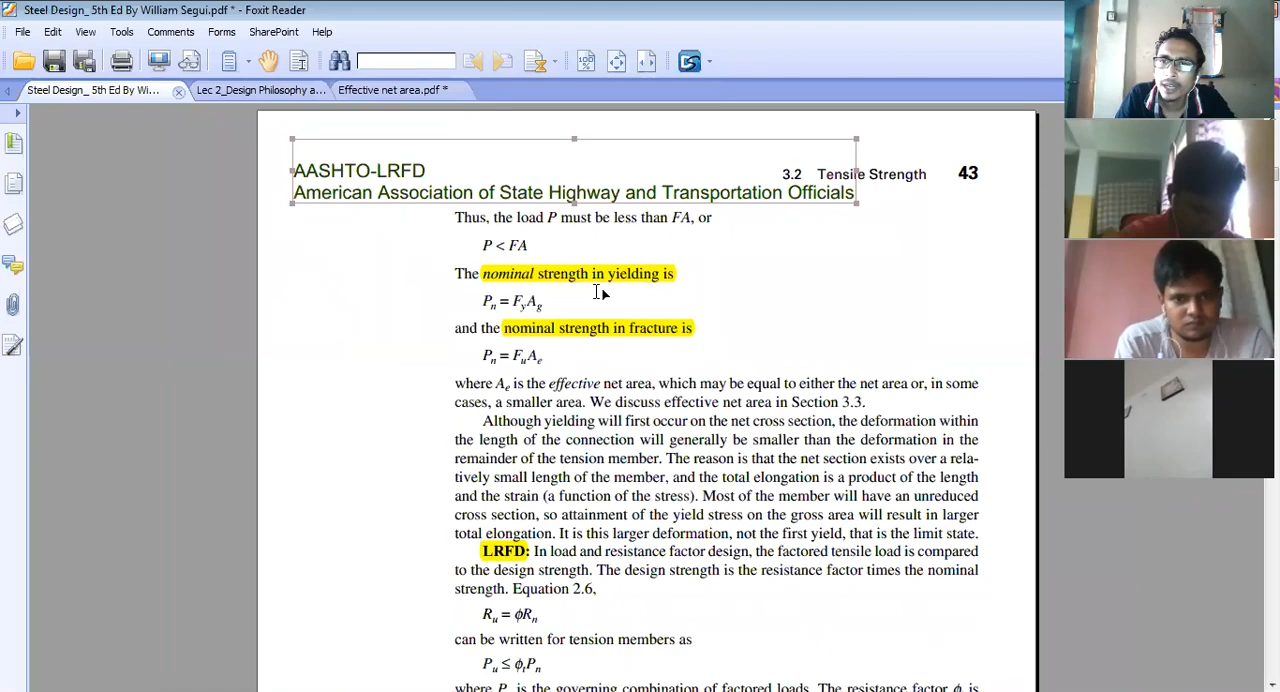 Steel Design_ 5th Ed By William Segui.pdf * - Foxit Reader
File Edit View Tools Comments Forms SharePoint Help
Steel Design_ 5th Ed By Wi... Lec 2_Design Philosophy a... Effective net area.pdf *
AASHTO-LRFD
3.2 Tensile Strength 43
American Association of State Highway and Transportation Officials
Thus, the load P must be less than FA, or
P < FA
The nominal strength in yielding is
Pn = FyAg
and the nominal strength in fracture is
Pn = FuAe
where Ae is the effective net area, which may be equal to either the net area or, in some
cases, a smaller area. We discuss effective net area in Section 3.3.
Although yielding will first occur on the net cross section, the deformation within
the length of the connection will generally be smaller than the deformation in the
remainder of the tension member. The reason is that the net section exists over a rela-
tively small length of the member, and the total elongation is a product of the length
and the strain (a function of the stress). Most of the member will have an unreduced
cross section, so attainment of the yield stress on the gross area will result in larger
total elongation. It is this larger deformation, not the first yield, that is the limit state.
LRFD: In load and resistance factor design, the factored tensile load is compared
to the design strength. The design strength is the resistance factor times the nominal
strength. Equation 2.6,
Ru = ϕRn
can be written for tension members as
Pu ≤ ϕtPn
where P is the governing combination of factored loads. The resistance factor ϕ is